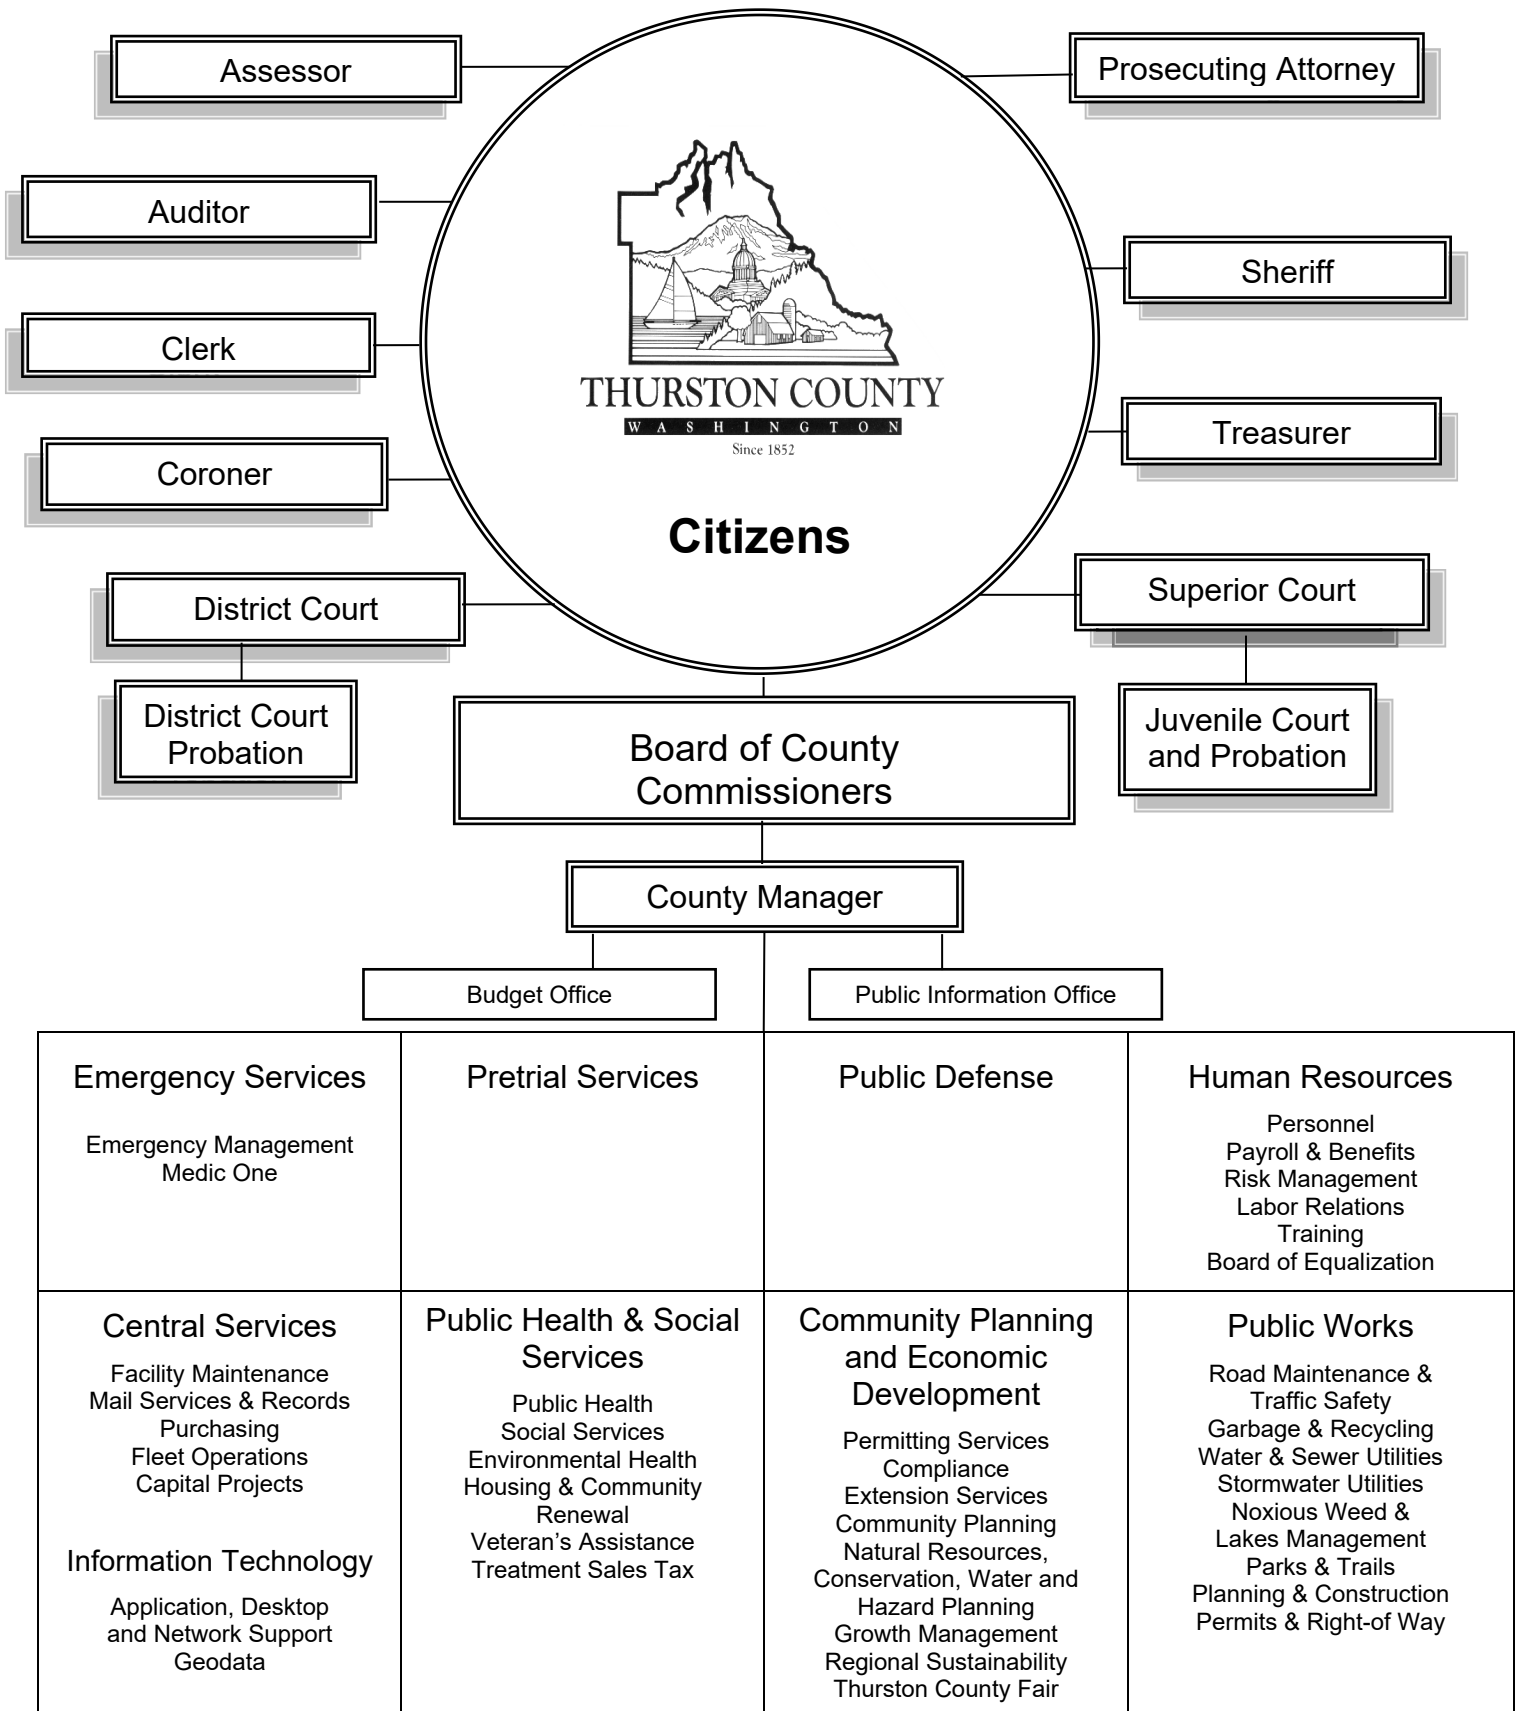 Assessor
Prosecuting Attorney
Auditor
Sheriff
Clerk
Treasurer
Coroner
THURSTON COUNTY
WASHINGTON
Since 1852
Citizens
District Court
Superior Court
District Court
Probation
Juvenile Court
and Probation
Board of County
Commissioners
County Manager
Budget Office
Public Information Office
Emergency Services
Emergency Management
Medic One
Pretrial Services
Public Defense
Human Resources
Personnel
Payroll & Benefits
Risk Management
Labor Relations
Training
Board of Equalization
Central Services
Facility Maintenance
Mail Services & Records
Purchasing
Fleet Operations
Capital Projects
Information Technology
Application, Desktop
and Network Support
Geodata
Public Health & Social
Services
Public Health
Social Services
Environmental Health
Housing & Community
Renewal
Veteran’s Assistance
Treatment Sales Tax
Community Planning
and Economic
Development
Permitting Services
Compliance
Extension Services
Community Planning
Natural Resources,
Conservation, Water and
Hazard Planning
Growth Management
Regional Sustainability
Thurston County Fair
Public Works
Road Maintenance &
Traffic Safety
Garbage & Recycling
Water & Sewer Utilities
Stormwater Utilities
Noxious Weed &
Lakes Management
Parks & Trails
Planning & Construction
Permits & Right-of Way